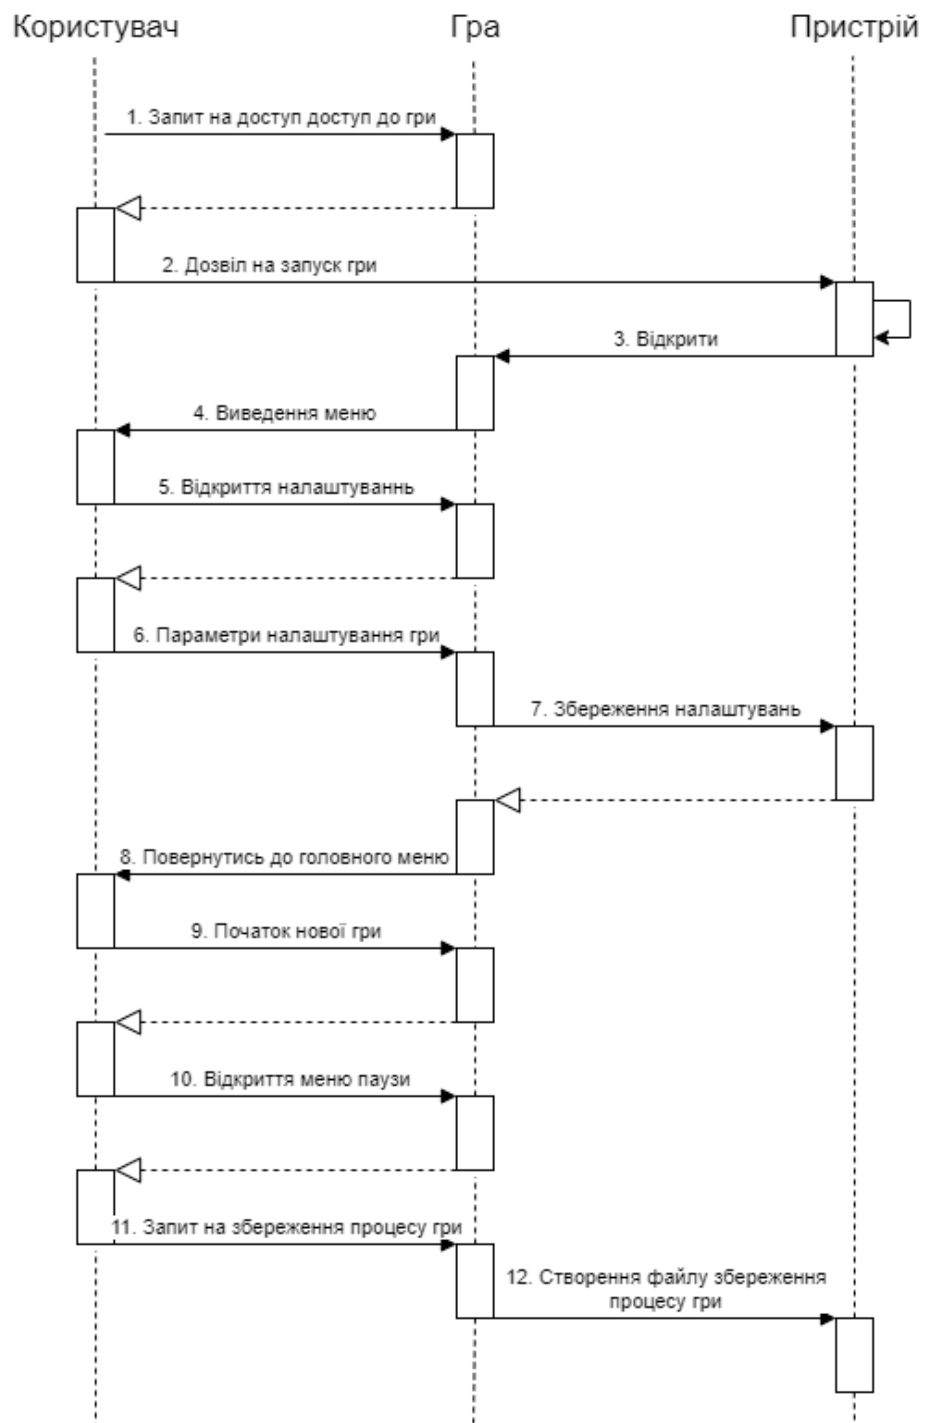 Користувач
Гра
Пристрій
1. Запит на доступ доступ до гри
2. Дозвіл на запуск гри
3. Відкрити
4. Виведення меню
5. Відкриття налаштуваннь
6. Параметри налаштування гри
7. Збереження налаштувань
8. Повернутись до головного меню
9. Початок нової гри
10. Відкриття меню паузи
11. Запит на збереження процесу гри
12. Створення файлу збереження
процесу гри